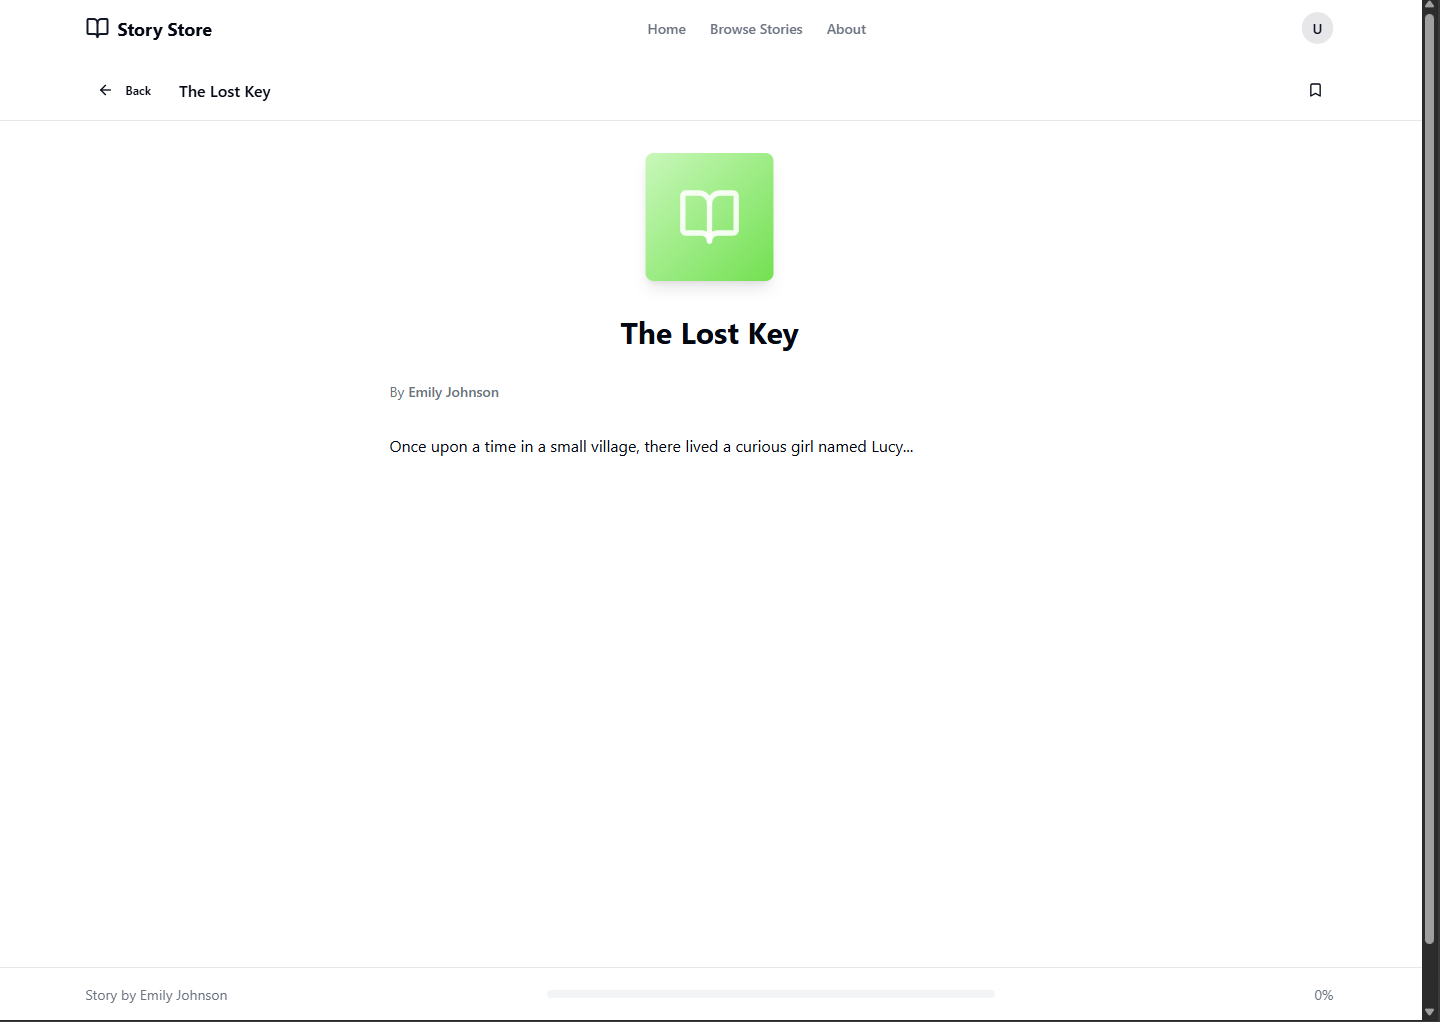 Story Store
Home Browse Stories About
U
Back The Lost Key
The Lost Key
By Emily Johnson
Once upon a time in a small village, there lived a curious girl named Lucy...
Story by Emily Johnson
0%